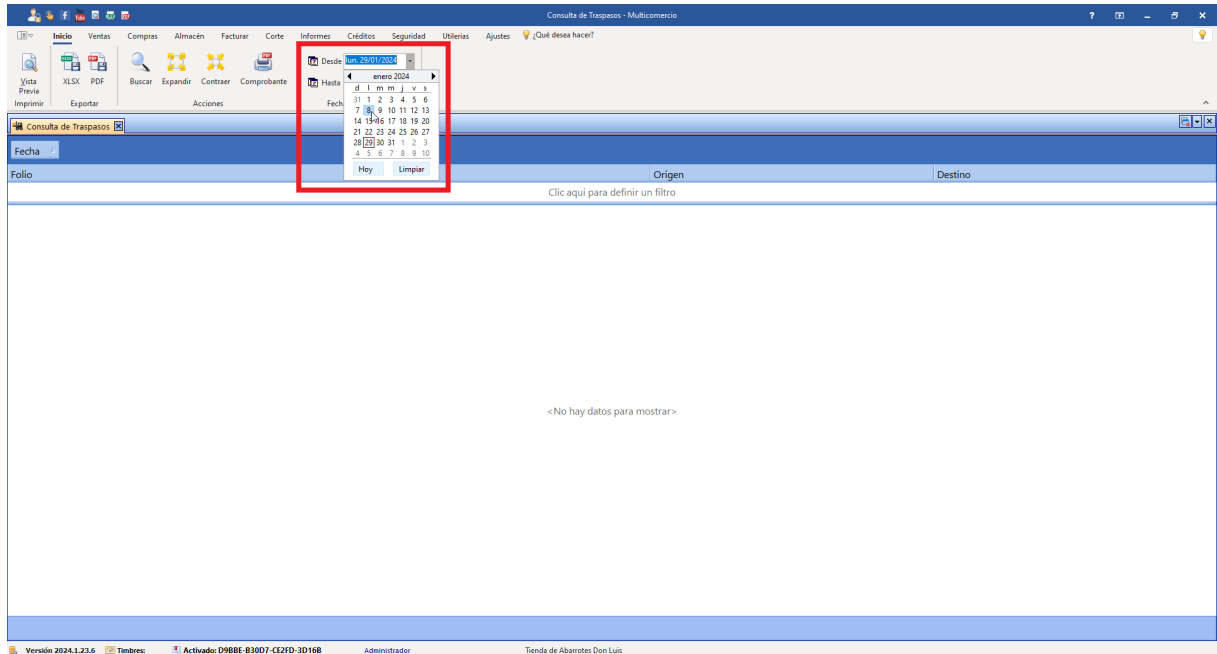 Consulta de Traspasos - Multicomercio
Inicio Ventas Compras Almacén Facturar Corte Informes Créditos Seguridad Utilerias Ajustes ¿Qué desea hacer?
Vista Previa XLSX PDF Buscar Expandir Contraer Comprobante
Desde lun. 29/01/2024
Hasta
Imprimir Exportar Acciones Fech
enero 2024
d l m m j v s
31 1 2 3 4 5 6
7 8 9 10 11 12 13
14 15 16 17 18 19 20
21 22 23 24 25 26 27
28 29 30 31 1 2 3
4 5 6 7 8 9 10
Hoy Limpiar
Consulta de Traspasos
Fecha
Folio Origen Destino
Clic aquí para definir un filtro
<No hay datos para mostrar>
Versión 2024.1.23.6 Timbres: Activado: D9BBE-B30D7-CE2FD-3D16B Administrador Tienda de Abarrotes Don Luis